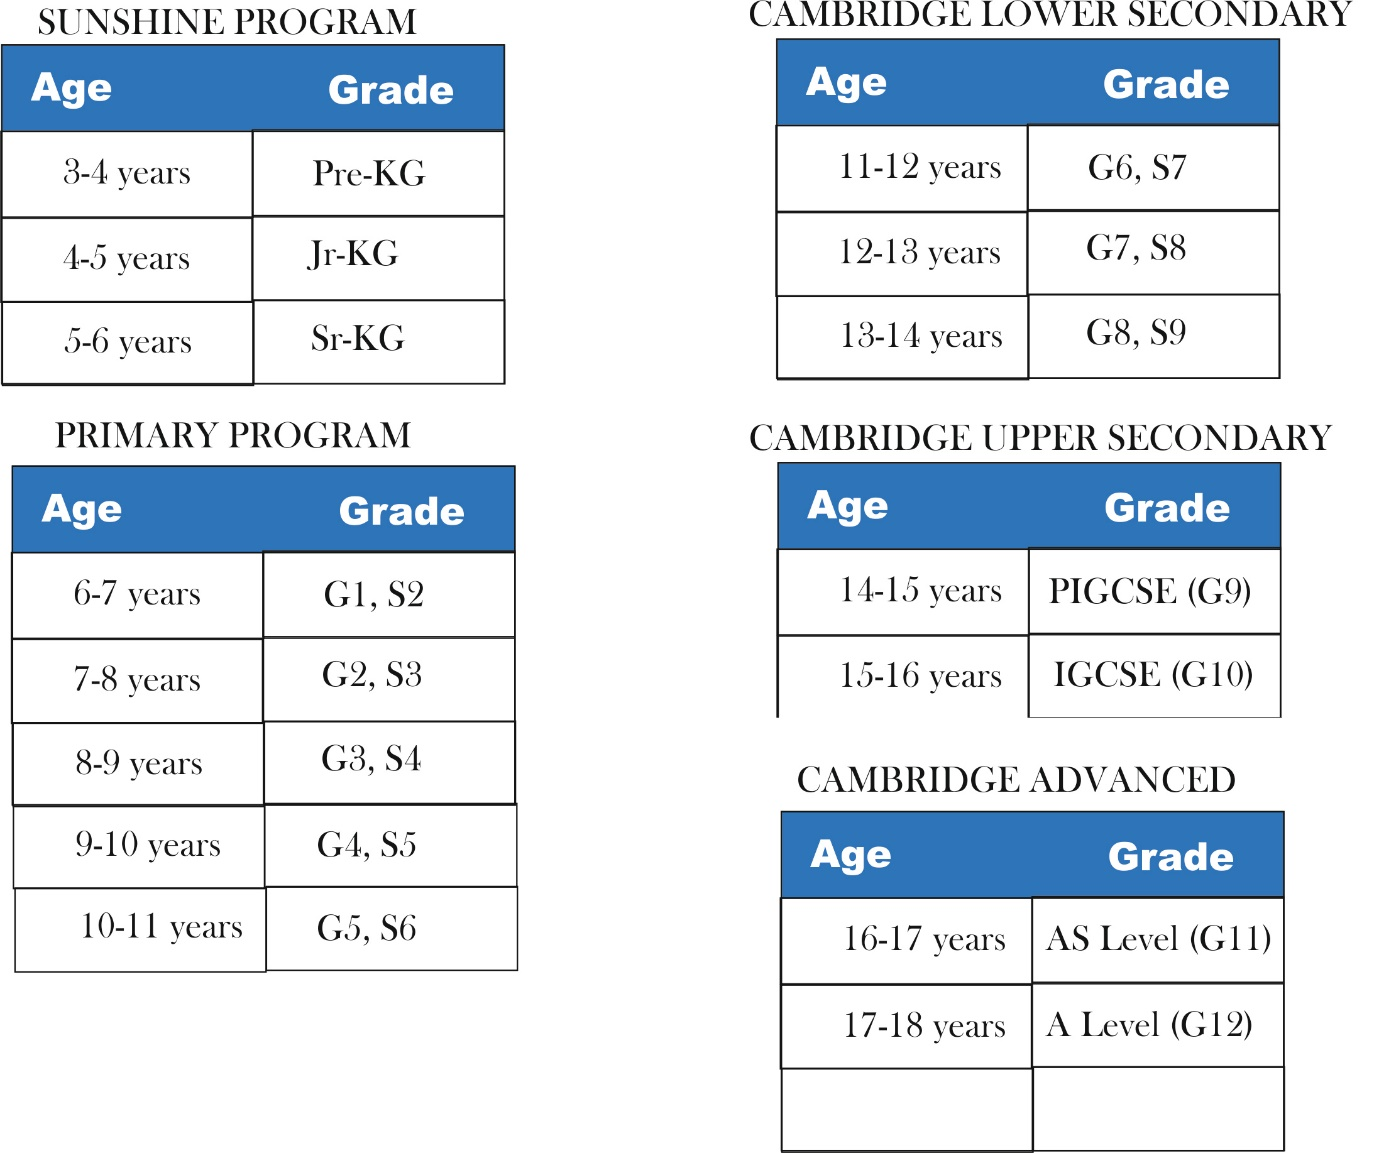 SUNSHINE PROGRAM
Age Grade
3-4 years Pre-KG
4-5 years Jr-KG
5-6 years Sr-KG
PRIMARY PROGRAM
Age Grade
6-7 years G1, S2
7-8 years G2, S3
8-9 years G3, S4
9-10 years G4, S5
10-11 years G5, S6
CAMBRIDGE LOWER SECONDARY
Age Grade
11-12 years G6, S7
12-13 years G7, S8
13-14 years G8, S9
CAMBRIDGE UPPER SECONDARY
Age Grade
14-15 years PIGCSE (G9)
15-16 years IGCSE (G10)
CAMBRIDGE ADVANCED
Age Grade
16-17 years AS Level (G11)
17-18 years A Level (G12)